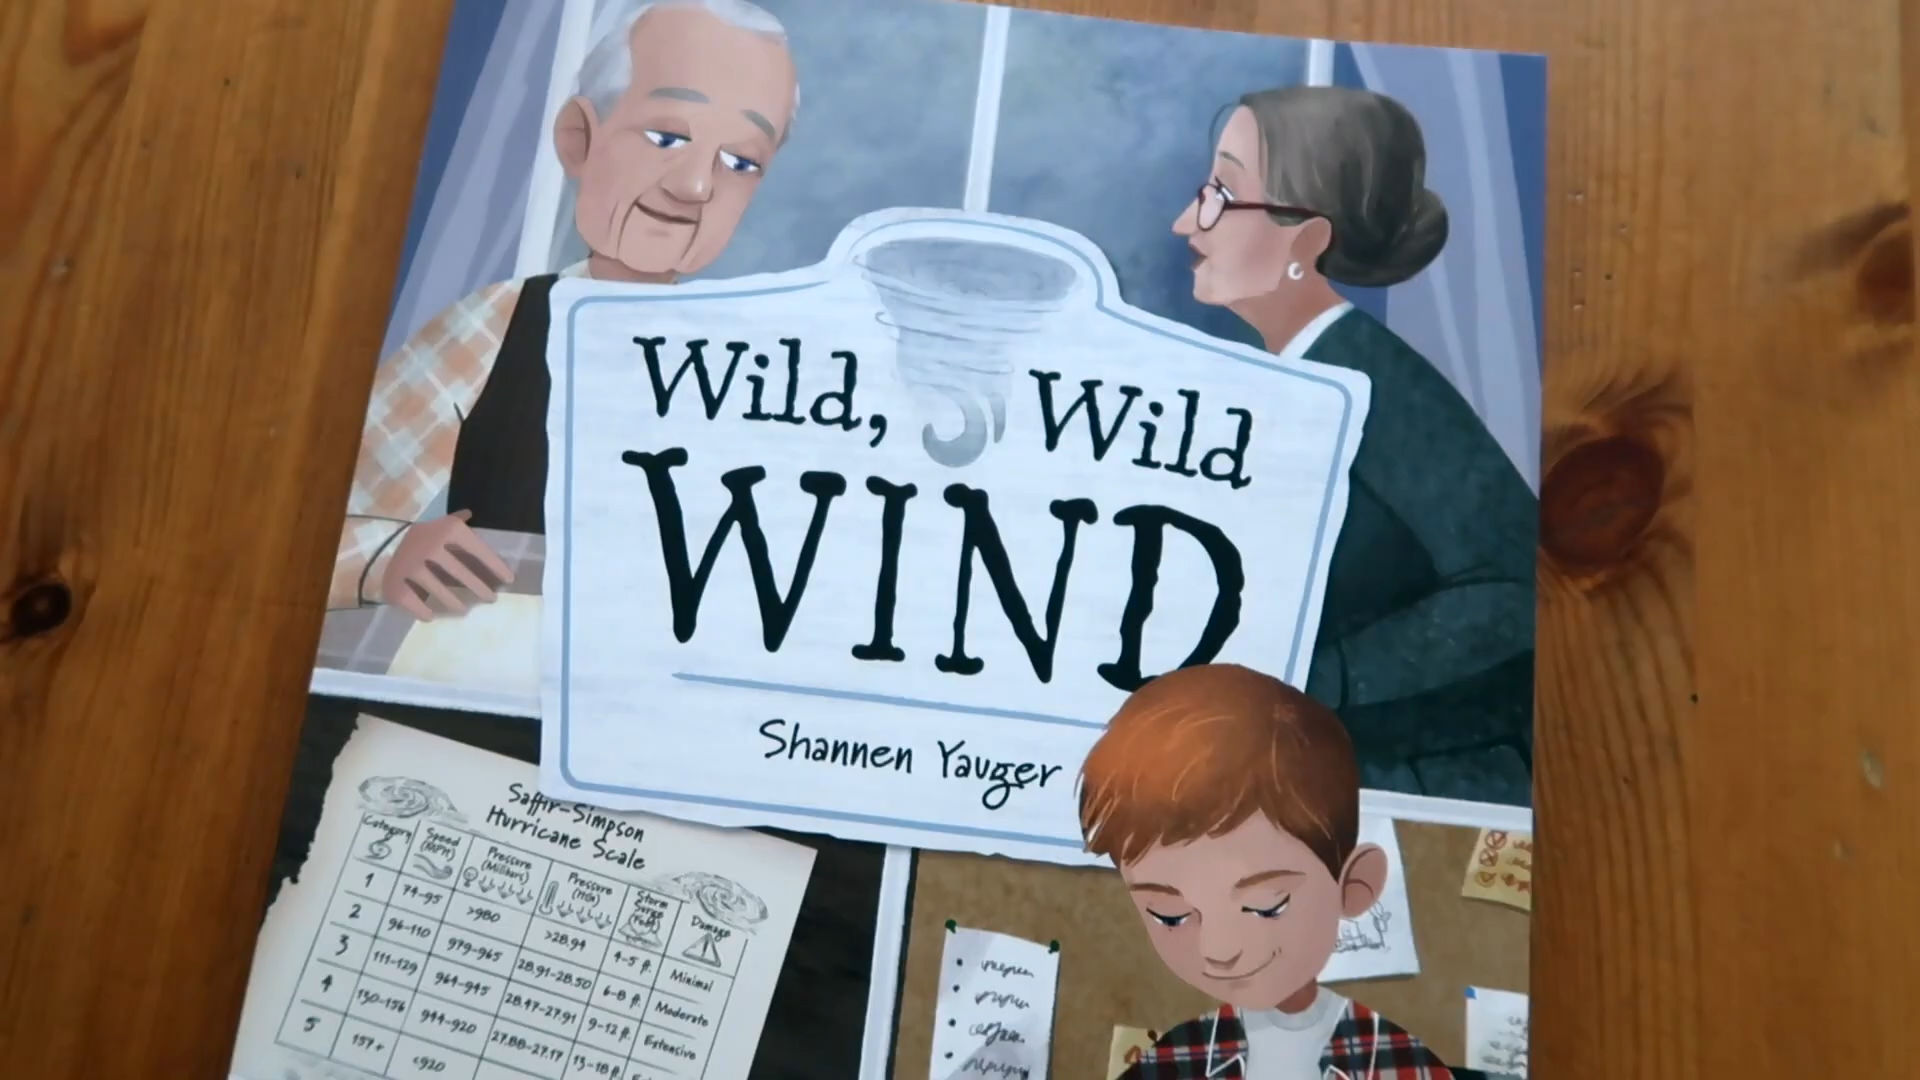 Wild, Wild
WIND
Shannen Yauger
Saffir-Simpson
Hurricane Scale
Category Speed (MPH) Pressure (Millibars) Pressure (HGI) Storm Surge (Feet) Damage
1 74-95 >980 >28.94 4-5 ft. Minimal
2 96-110 979-965 28.91-28.50 6-8 ft. Moderate
3 111-129 964-945 28.47-27.91 9-12 ft. Extensive
4 130-156 944-920 27.88-27.17 13-18 ft.
5 157+ <920